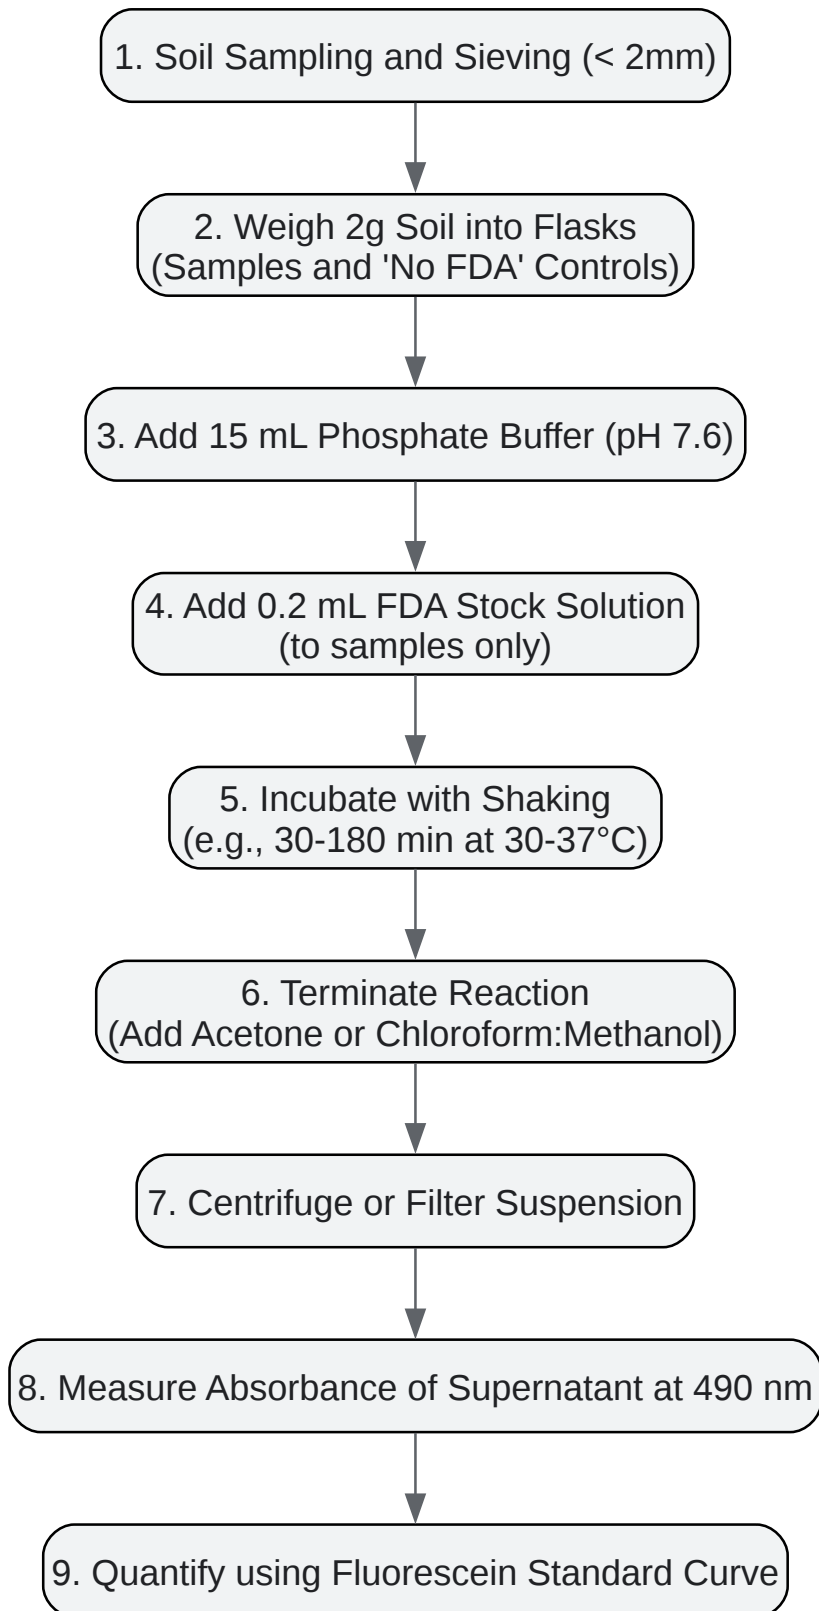 1. Soil Sampling and Sieving (< 2mm)
2. Weigh 2g Soil into Flasks
(Samples and 'No FDA' Controls)
3. Add 15 mL Phosphate Buffer (pH 7.6)
4. Add 0.2 mL FDA Stock Solution
(to samples only)
5. Incubate with Shaking
(e.g., 30-180 min at 30-37°C)
6. Terminate Reaction
(Add Acetone or Chloroform:Methanol)
7. Centrifuge or Filter Suspension
8. Measure Absorbance of Supernatant at 490 nm
9. Quantify using Fluorescein Standard Curve